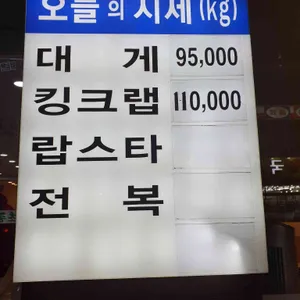 오늘의 시세(kg)
대 게 95,000
킹크랩 110,000
랍스타
전 복